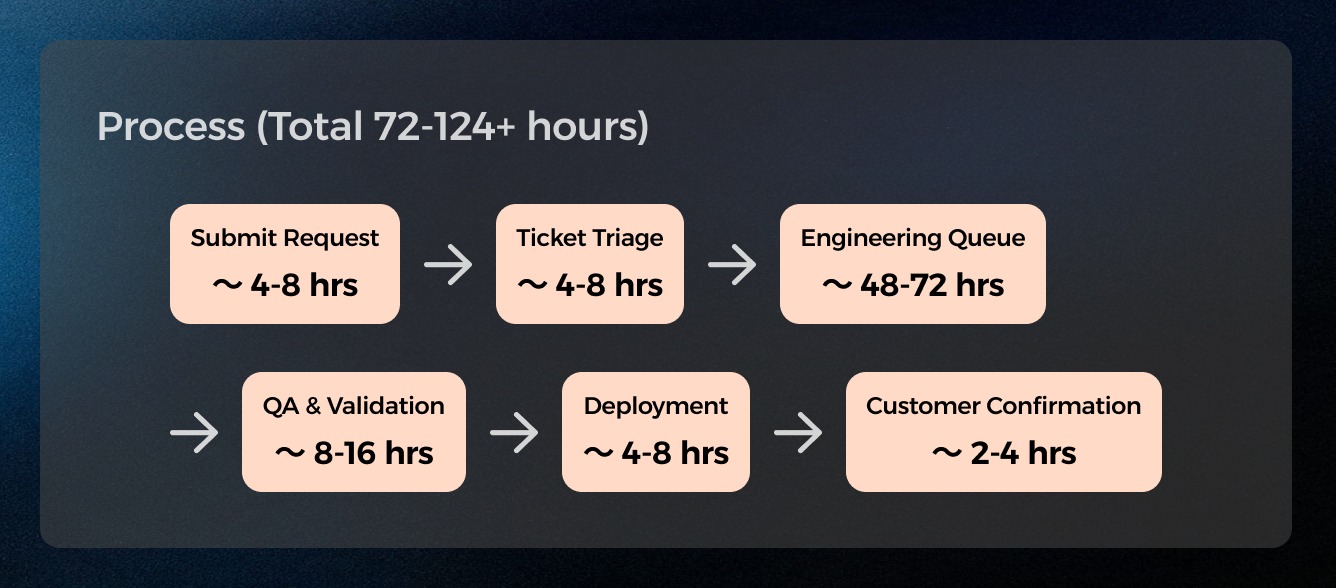 Process (Total 72-124+ hours)
Submit Request
~ 4-8 hrs
Ticket Triage
~ 4-8 hrs
Engineering Queue
~ 48-72 hrs
QA & Validation
~ 8-16 hrs
Deployment
~ 4-8 hrs
Customer Confirmation
~ 2-4 hrs